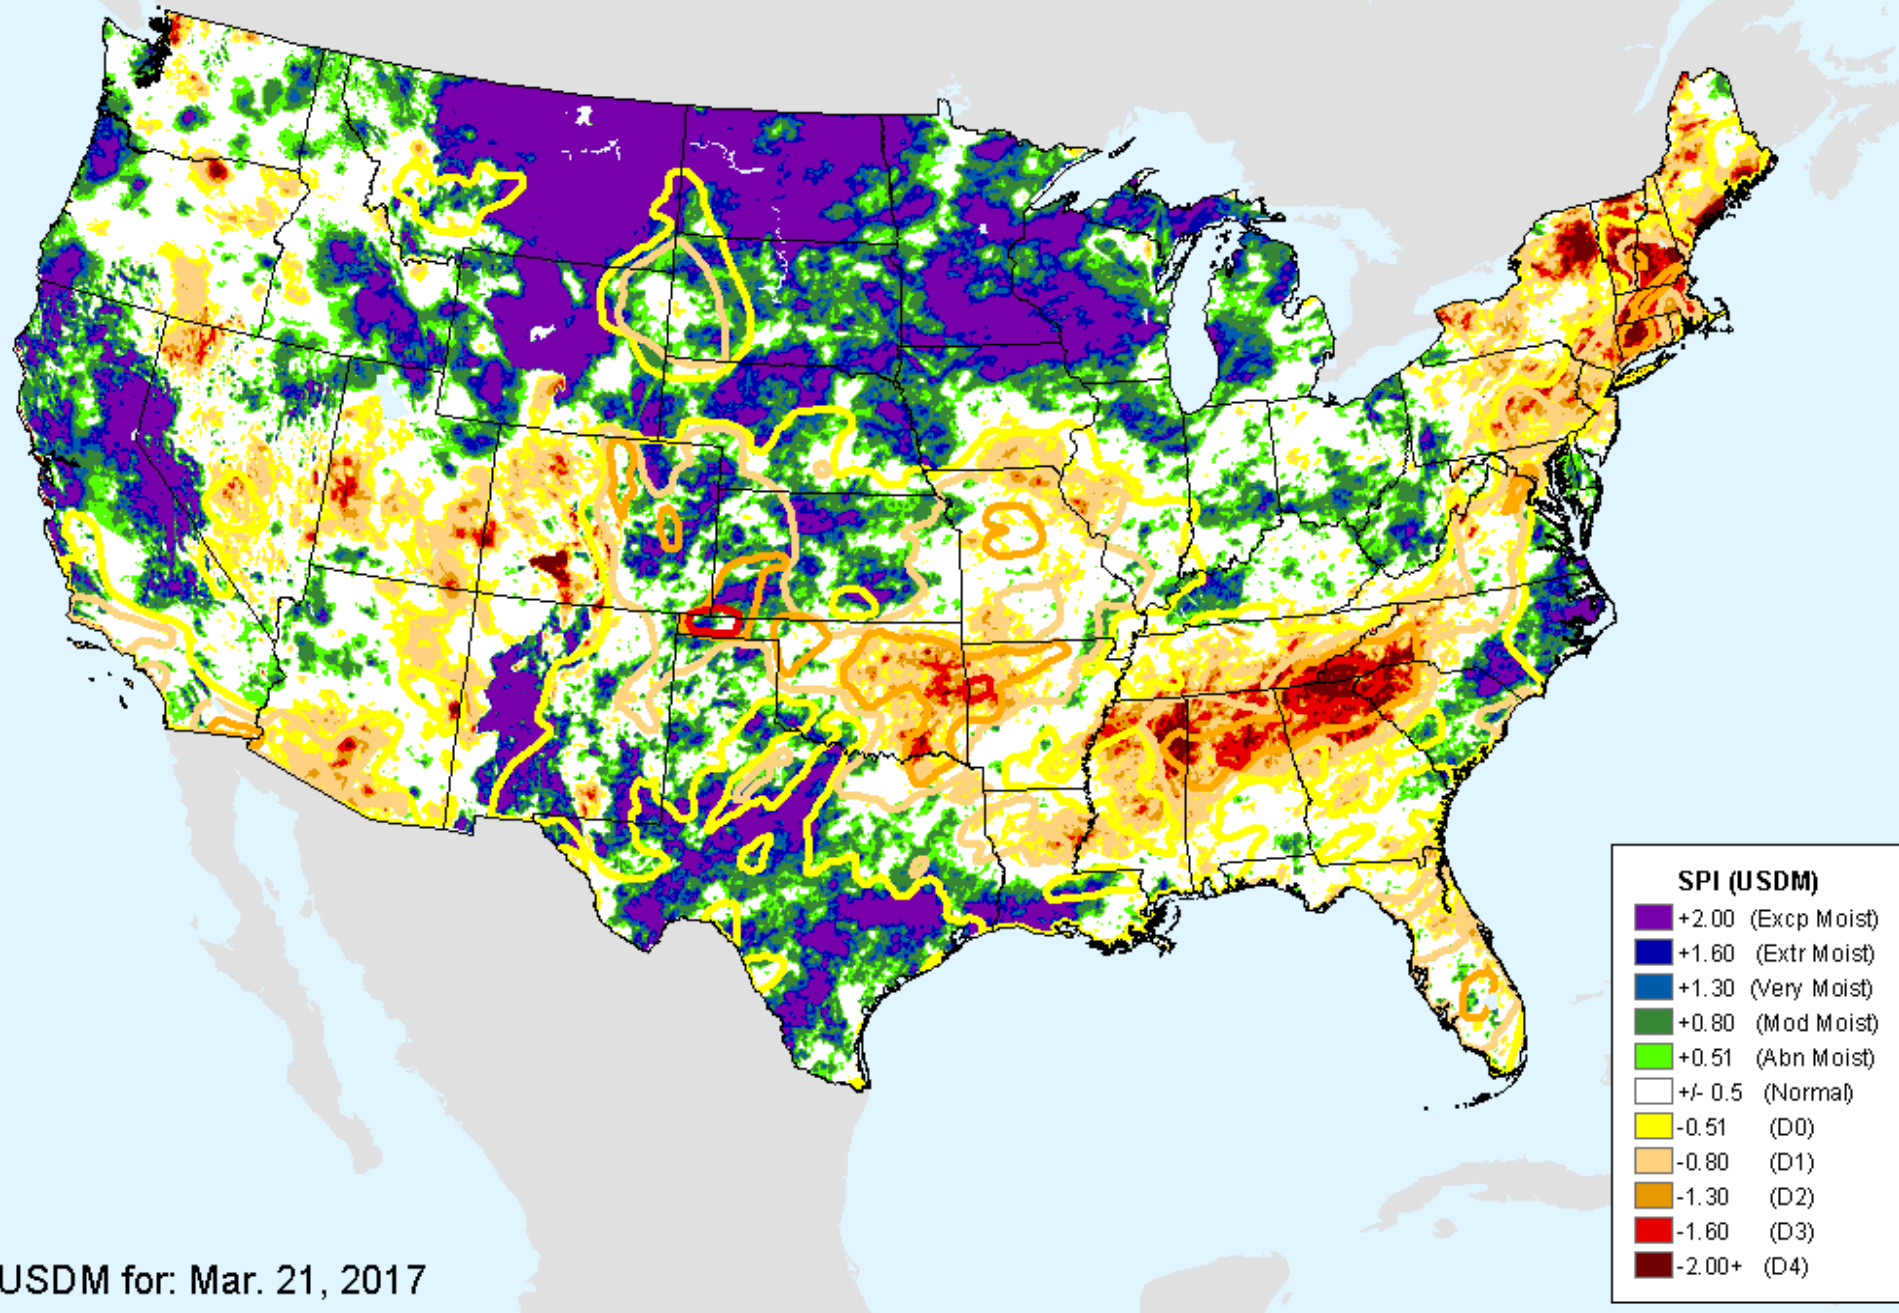 SPI (USDM)
+2.00 (Excp Moist)
+1.60 (Extr Moist)
+1.30 (Very Moist)
+0.80 (Mod Moist)
+0.51 (Abn Moist)
+/- 0.5 (Normal)
-0.51 (D0)
-0.80 (D1)
-1.30 (D2)
-1.60 (D3)
-2.00+ (D4)
USDM for: Mar. 21, 2017